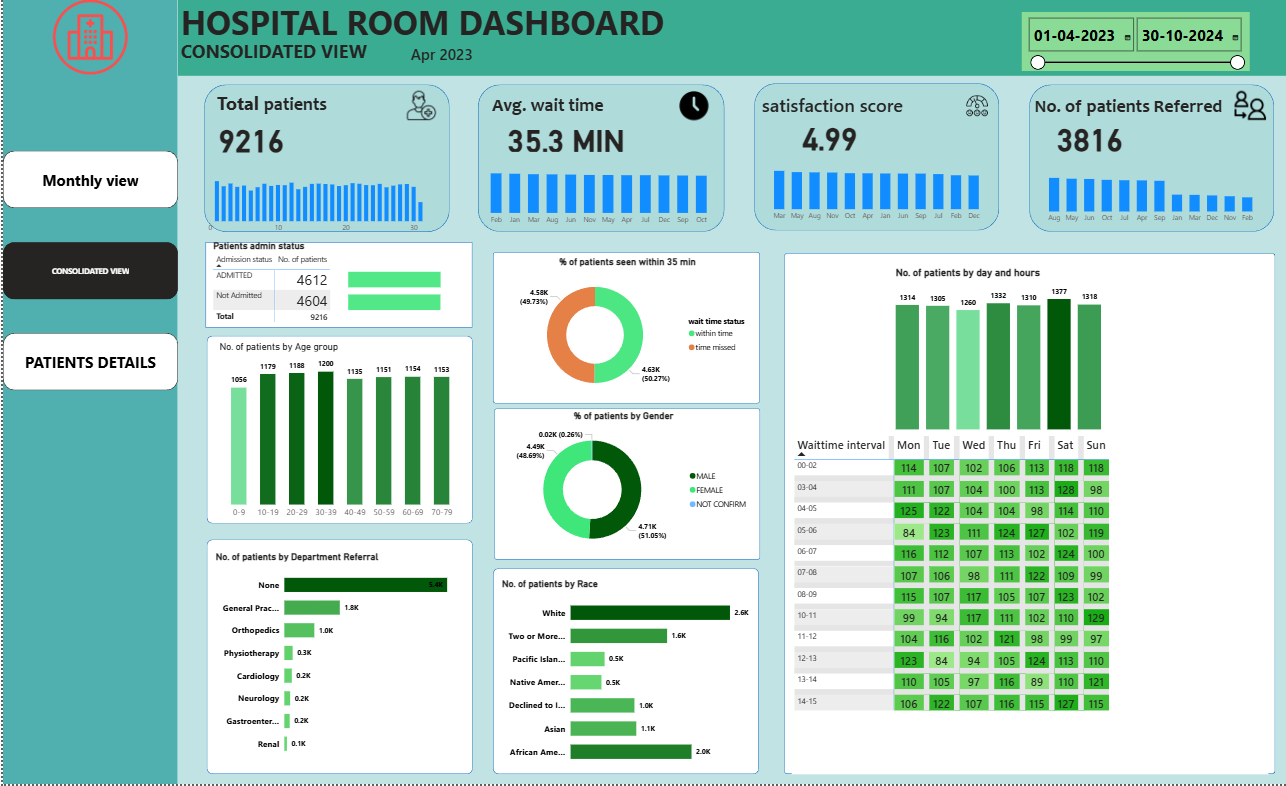 HOSPITAL ROOM DASHBOARD
CONSOLIDATED VIEW Apr 2023
01-04-2023 30-10-2024
Monthly view
CONSOLIDATED VIEW
PATIENTS DETAILS
Total patients
9216
0 10 20 30
Avg. wait time
35.3 MIN
Feb Jan Mar Aug Jun Nov May Apr Jul Dec Sep Oct
satisfaction score
4.99
Mar May Aug Nov Oct Apr Jan Jun Jul Sep Feb Dec
No. of patients Referred
3816
Aug May Jun Oct Jul Apr Sep Jan Mar Dec Nov Feb
Patients admin status
Admission status No. of patients
ADMITTED 4612
Not Admitted 4604
Total 9216
No. of patients by Age group
1056 1179 1188 1200 1135 1151 1154 1153
0-9 10-19 20-29 30-39 40-49 50-59 60-69 70-79
No. of patients by Department Referral
None 5.4K
General Prac... 1.8K
Orthopedics 1.0K
Physiotherapy 0.3K
Cardiology 0.2K
Neurology 0.2K
Gastroenter... 0.2K
Renal 0.1K
% of patients seen within 35 min
4.58K
(49.73%)
4.63K
(50.27%)
wait time status
within time
time missed
% of patients by Gender
0.02K (0.26%)
4.49K
(48.69%)
4.71K
(51.05%)
MALE
FEMALE
NOT CONFIRM
No. of patients by Race
White 2.6K
Two or More... 1.6K
Pacific Islan... 0.5K
Native Amer... 0.5K
Declined to I... 1.0K
Asian 1.1K
African Ame... 2.0K
No. of patients by day and hours
1314 1305 1260 1332 1310 1377 1318
Waittime interval Mon Tue Wed Thu Fri Sat Sun
00-02 114 107 102 106 113 118 118
03-04 111 107 104 100 113 128 98
04-05 125 122 104 104 98 114 110
05-06 84 123 111 124 127 102 119
06-07 116 112 107 113 102 124 100
07-08 107 106 98 111 122 109 99
08-09 115 107 117 105 107 123 102
10-11 99 94 117 111 102 110 129
11-12 104 116 102 121 98 99 97
12-13 123 84 94 105 124 113 110
13-14 110 105 97 116 89 110 121
14-15 106 122 107 116 115 127 115